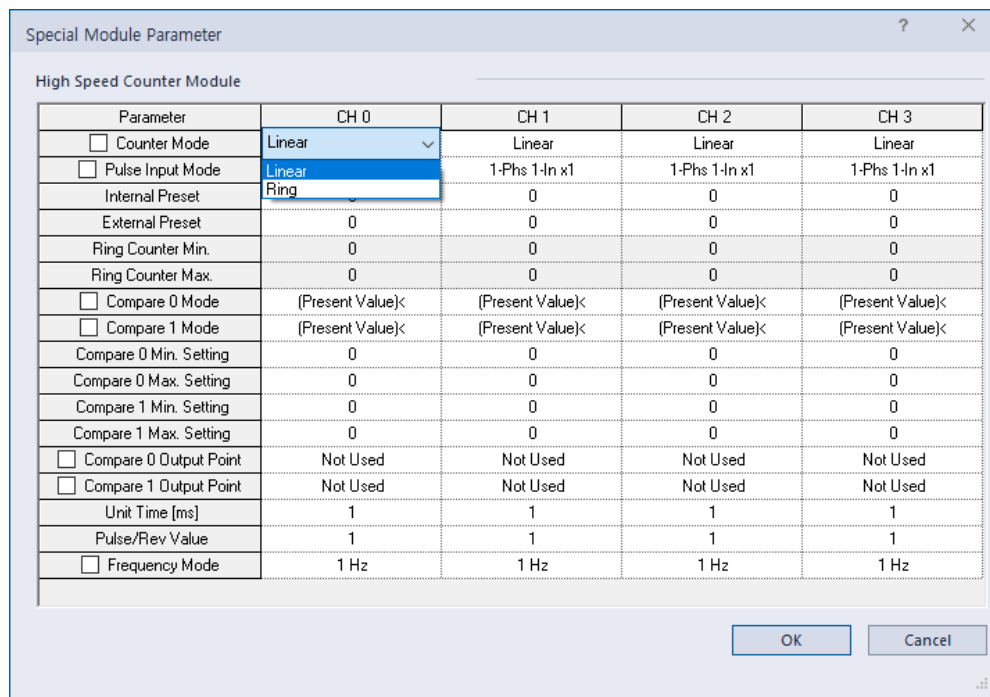 Special Module Parameter
?
High Speed Counter Module
Parameter CH 0 CH 1 CH 2 CH 3
Counter Mode Linear Linear Linear Linear
Pulse Input Mode Linear 1-Phs 1-In x1 1-Phs 1-In x1 1-Phs 1-In x1
Ring
Internal Preset 0 0 0
External Preset 0 0 0 0
Ring Counter Min. 0 0 0 0
Ring Counter Max. 0 0 0 0
Compare 0 Mode (Present Value)< (Present Value)< (Present Value)< (Present Value)<
Compare 1 Mode (Present Value)< (Present Value)< (Present Value)< (Present Value)<
Compare 0 Min. Setting 0 0 0 0
Compare 0 Max. Setting 0 0 0 0
Compare 1 Min. Setting 0 0 0 0
Compare 1 Max. Setting 0 0 0 0
Compare 0 Output Point Not Used Not Used Not Used Not Used
Compare 1 Output Point Not Used Not Used Not Used Not Used
Unit Time [ms] 1 1 1 1
Pulse/Rev Value 1 1 1 1
Frequency Mode 1 Hz 1 Hz 1 Hz 1 Hz
OK Cancel